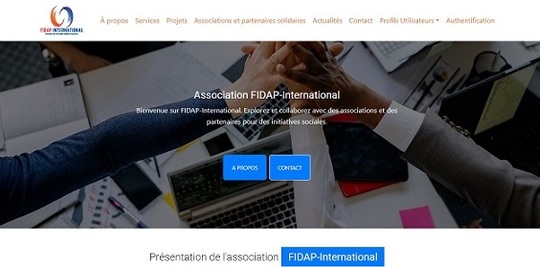 FIDAP INTERNATIONAL
À propos Services Projets Associations et partenaires solidaires Actualités Contact Profils Utilisateurs Authentification
Association FIDAP-International
Bienvenue sur FIDAP-International. Explorez et collaborez avec des associations et des
partenaires pour des initiatives sociales.
A PROPOS CONTACT
Présentation de l'association FIDAP-International